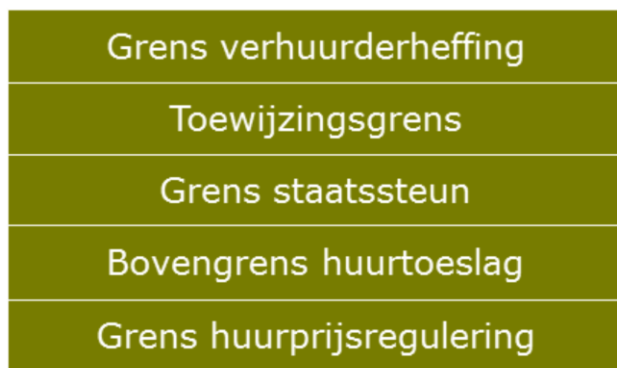 Grens verhuurderheffing
Toewijzingsgrens
Grens staatssteun
Bovengrens huurtoeslag
Grens huurprijsregulering